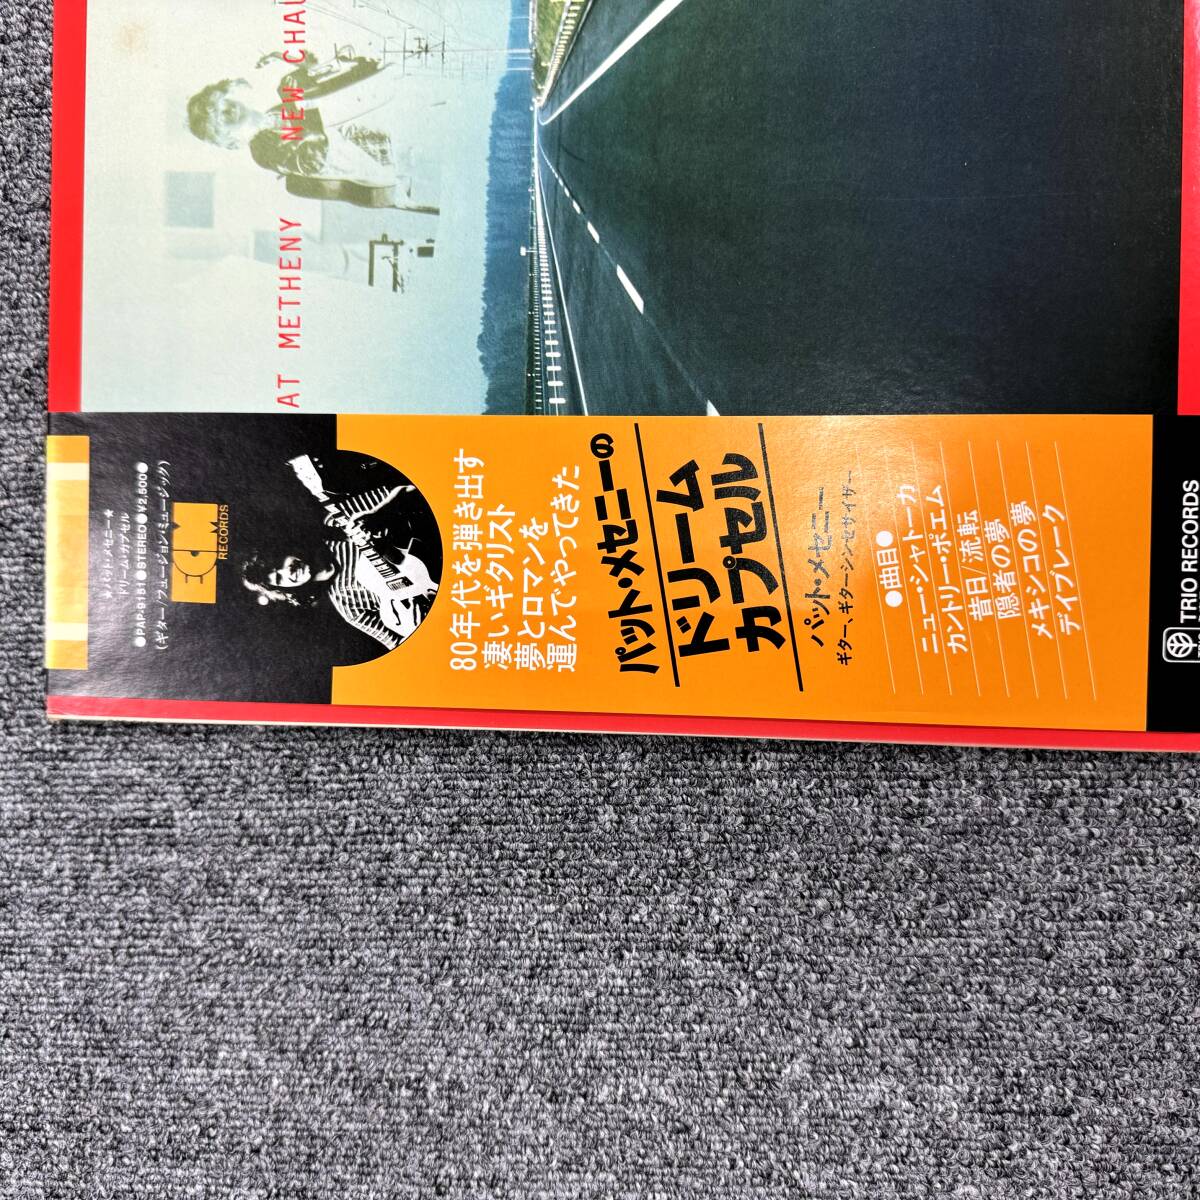 AT METHENY NEW CHAU
★パット・メセニー★
ドリーム・カプセル
●PAP-9181●STEREO●¥2,500●
(ギター/フュージョン・ミュージック)
ECM
RECORDS
80年代を弾き出す
凄いギタリスト
夢とロマンを
運んでやってきた
パット・メセニーの
ドリーム
カプセル
パット・メセニー
ギター、ギターシンセサイザー
●曲目●
ニュー・シャトーカ
カントリー・ポエム
昔日/流転
隠者の夢
メキシコの夢
デイブレーク
TRIO RECORDS